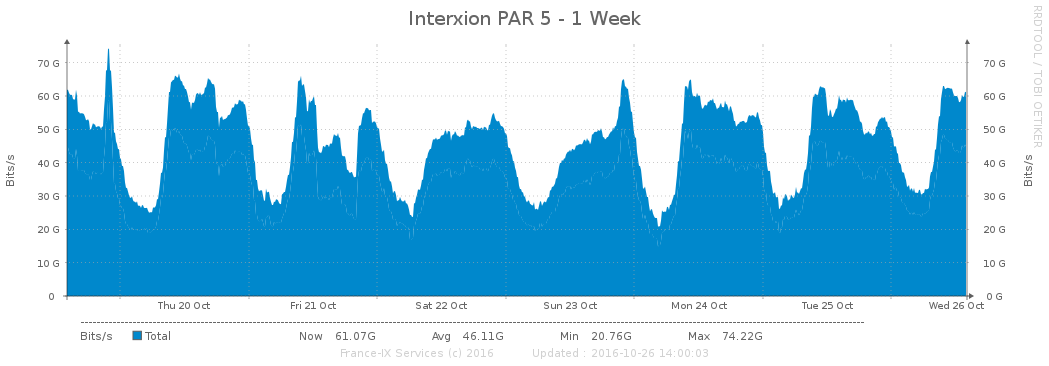 Interxion PAR 5 - 1 Week
RRDTOOL / TOBI OETIKER
Bits/s
70 G 70 G
60 G 60 G
50 G 50 G
40 G 40 G
30 G 30 G
20 G 20 G
10 G 10 G
0 0 G
Bits/s
Thu 20 Oct Fri 21 Oct Sat 22 Oct Sun 23 Oct Mon 24 Oct Tue 25 Oct Wed 26 Oct
Bits/s Total Now 61.07G Avg 46.11G Min 20.76G Max 74.22G
France-IX Services (c) 2016 Updated : 2016-10-26 14:00:03